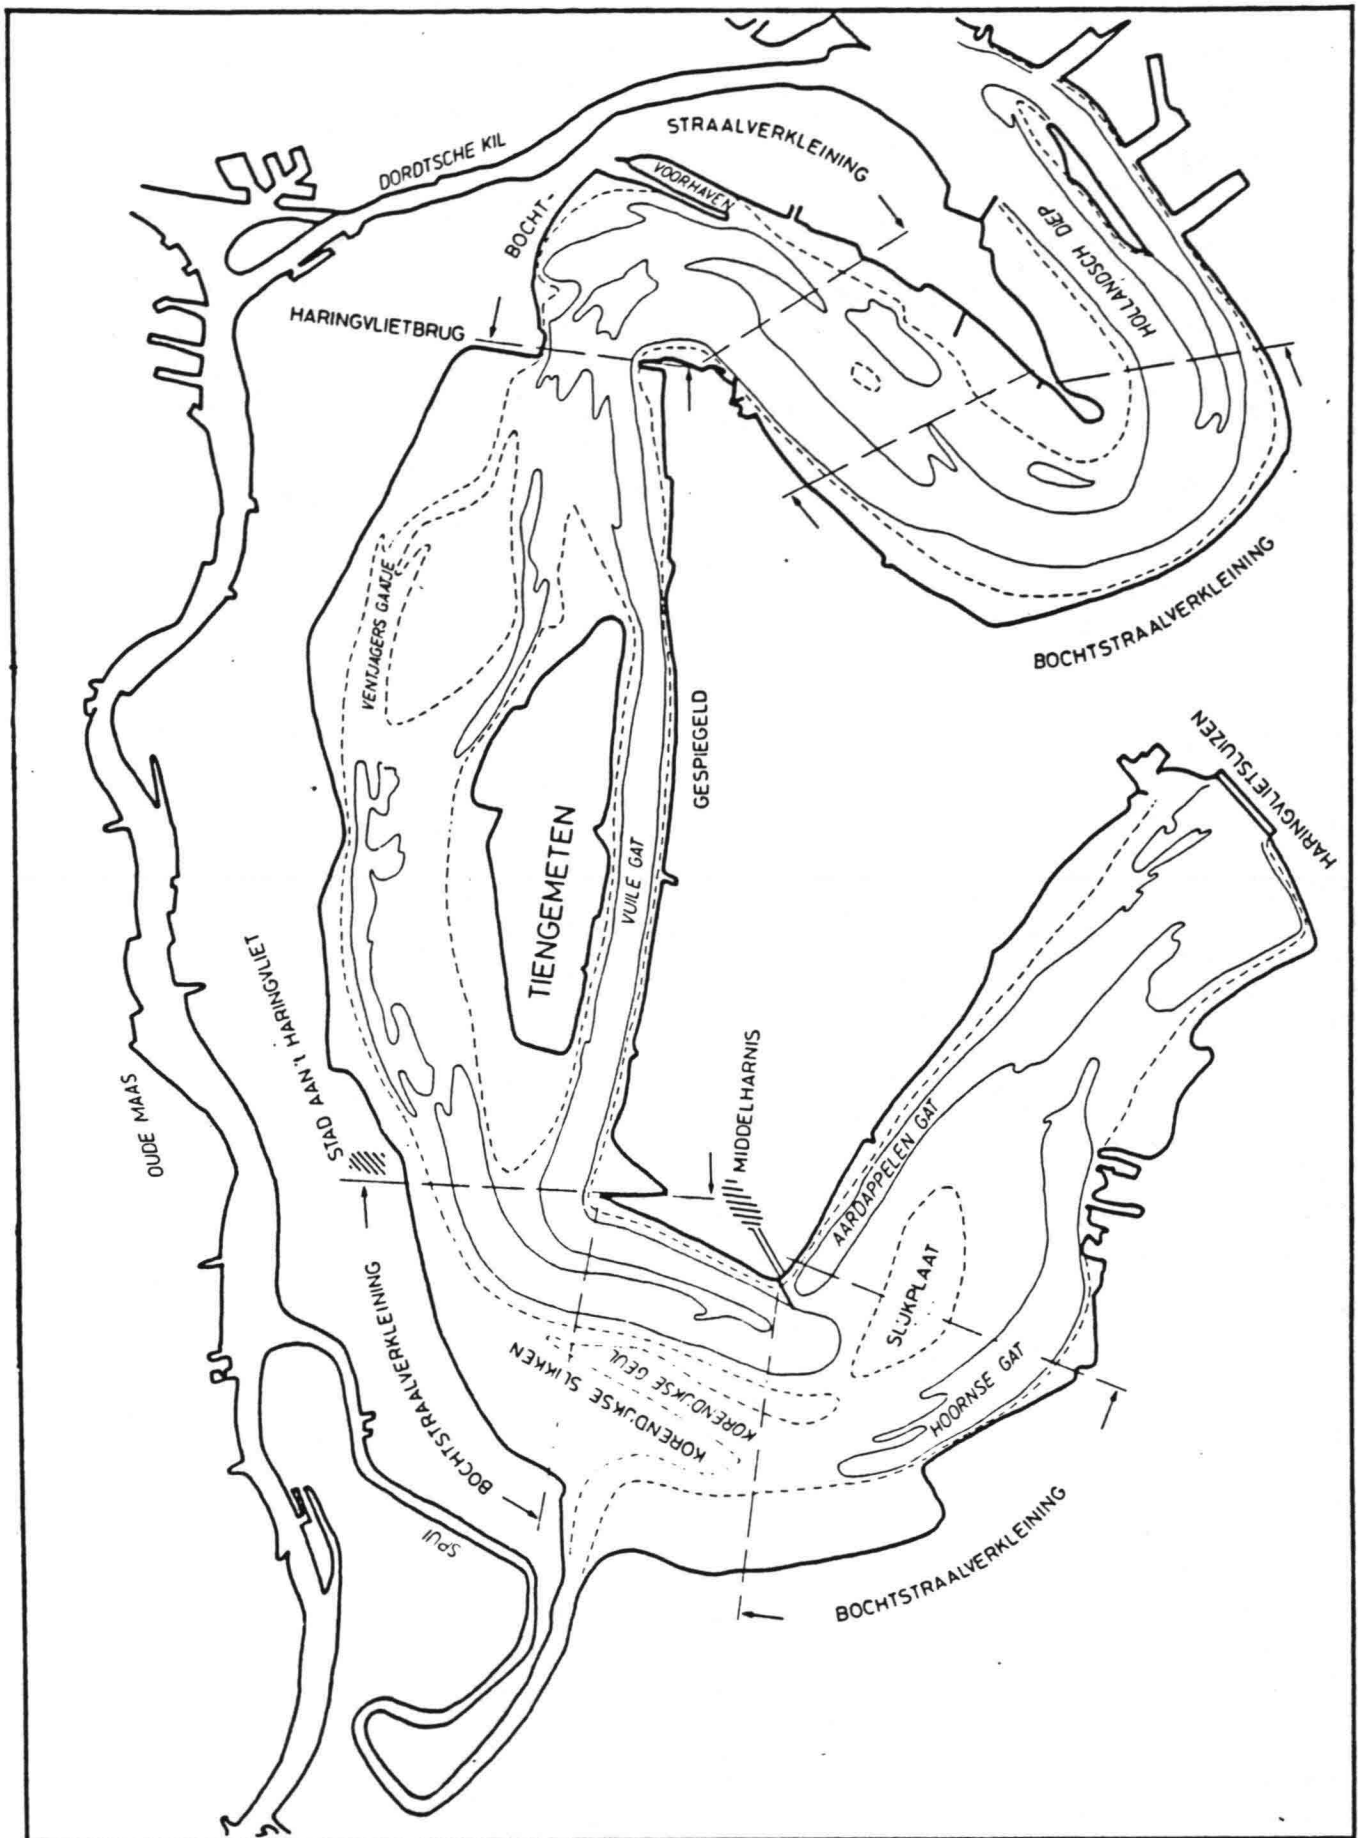 STRAALVERKLEINING
DORDTSCHE KIL
VOORHAVEN
BOCHT-
HOLLANDSCH DIEP
HARINGVLIETBRUG
VENTJAGERS GAATJE
BOCHTSTRAALVERKLEINING
GESPIEGELD
HARINGVLIETSLUIZEN
TIENGEMETEN
VUILE GAT
STAD AAN 't HARINGVLIET
OUDE MAAS
MIDDELHARNIS
AARDAPPELEN GAT
SLIJKPLAAT
BOCHTSTRAALVERKLEINING
KORENDIJKSE SLIKKEN
KORENDIJKSE GEUL
HOORNSE GAT
SPUI
BOCHTSTRAALVERKLEINING